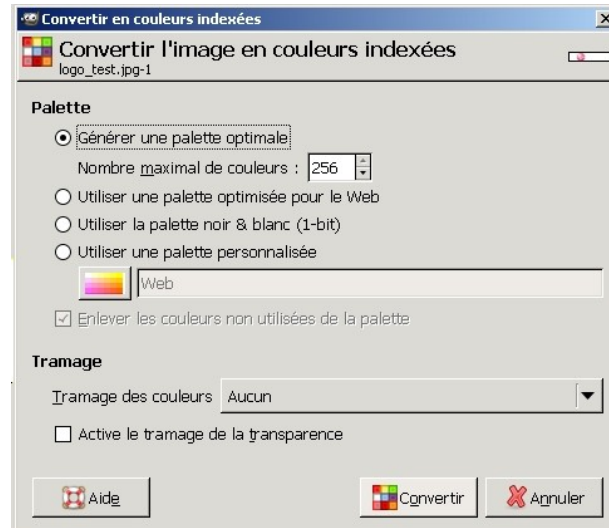 Convertir en couleurs indexées
Convertir l'image en couleurs indexées
logo_test.jpg-1
Palette
Générer une palette optimale
Nombre maximal de couleurs : 256
Utiliser une palette optimisée pour le Web
Utiliser la palette noir & blanc (1-bit)
Utiliser une palette personnalisée
Web
Enlever les couleurs non utilisées de la palette
Tramage
Tramage des couleurs Aucun
Active le tramage de la transparence
Aide Convertir Annuler